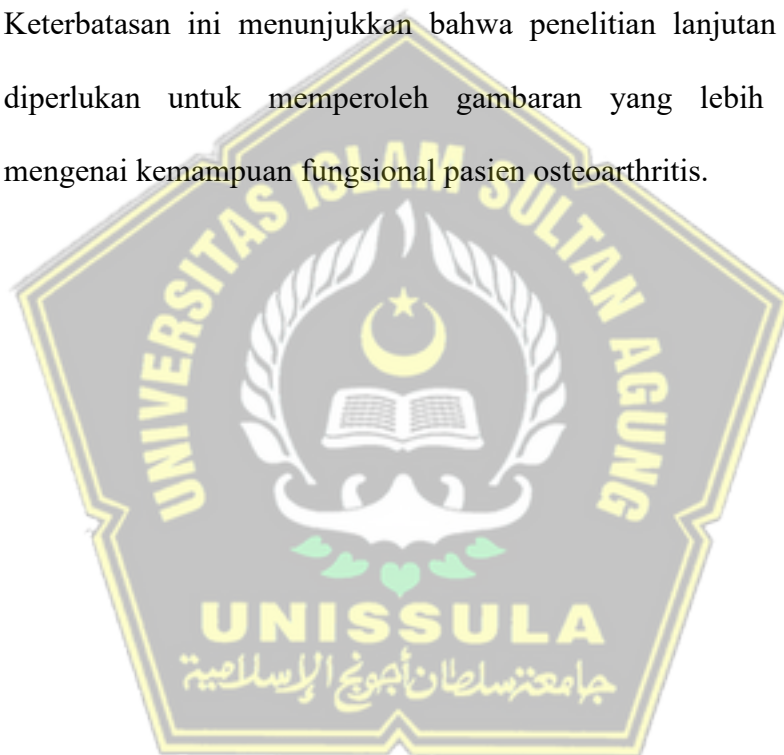 Keterbatasan ini menunjukkan bahwa penelitian lanjutan
diperlukan untuk memperoleh gambaran yang lebih
mengenai kemampuan fungsional pasien osteoarthritis.
UNIVERSITAS ISLAM SULTAN AGUNG
UNISSULA
جامعة سلطان أجونج الإسلامية